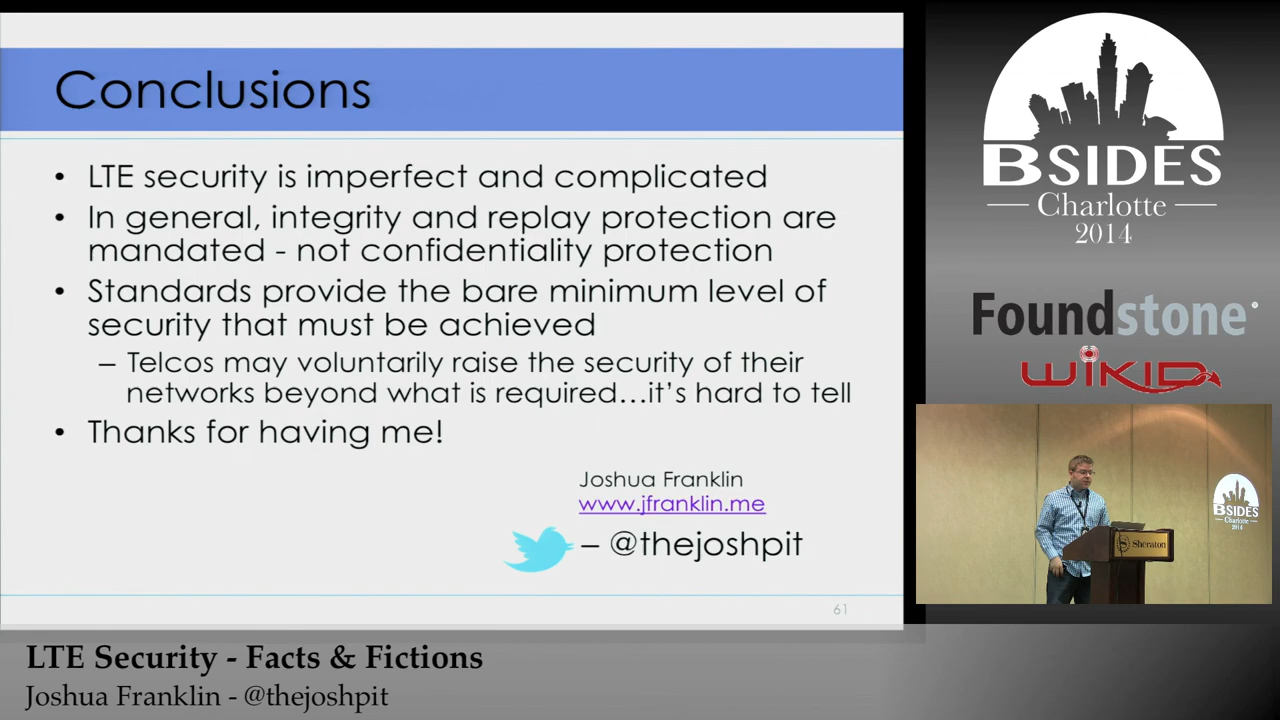 Conclusions
• LTE security is imperfect and complicated
• In general, integrity and replay protection are
mandated - not confidentiality protection
• Standards provide the bare minimum level of
security that must be achieved
– Telcos may voluntarily raise the security of their
networks beyond what is required...it's hard to tell
• Thanks for having me!
Joshua Franklin
www.jfranklin.me
– @thejoshpit
61
BSIDES
Charlotte
2014
Foundstone
WiKID
BSIDES
Charlotte
2014
Sheraton
LTE Security - Facts & Fictions
Joshua Franklin - @thejoshpit